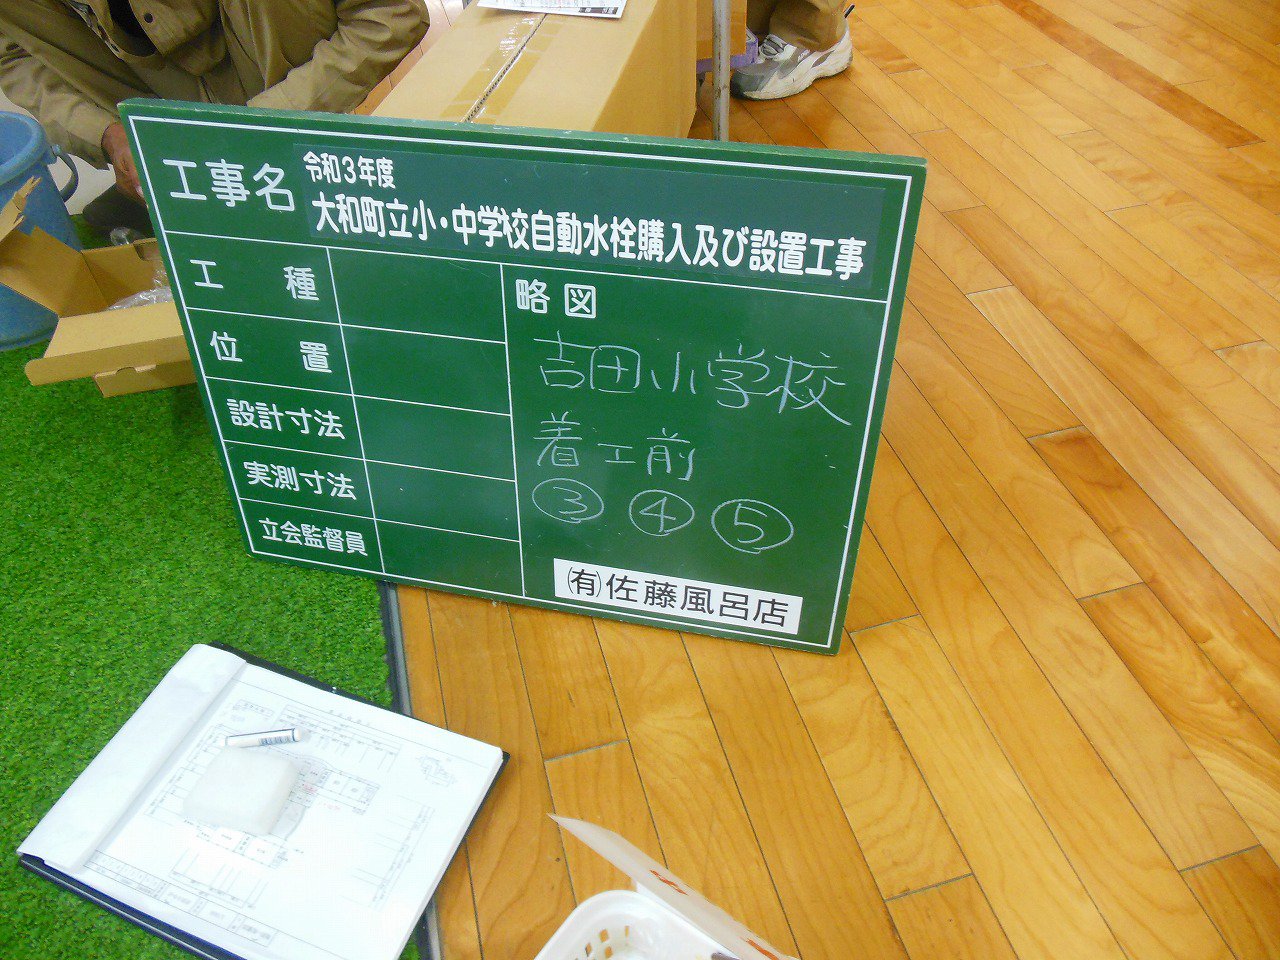 工事名
令和3年度
大和町立小・中学校自動水栓購入及び設置工事
工種
位置
設計寸法
実測寸法
立会監督員
略図
吉田小学校
着工前
③ ④ ⑤
㈲佐藤風呂店